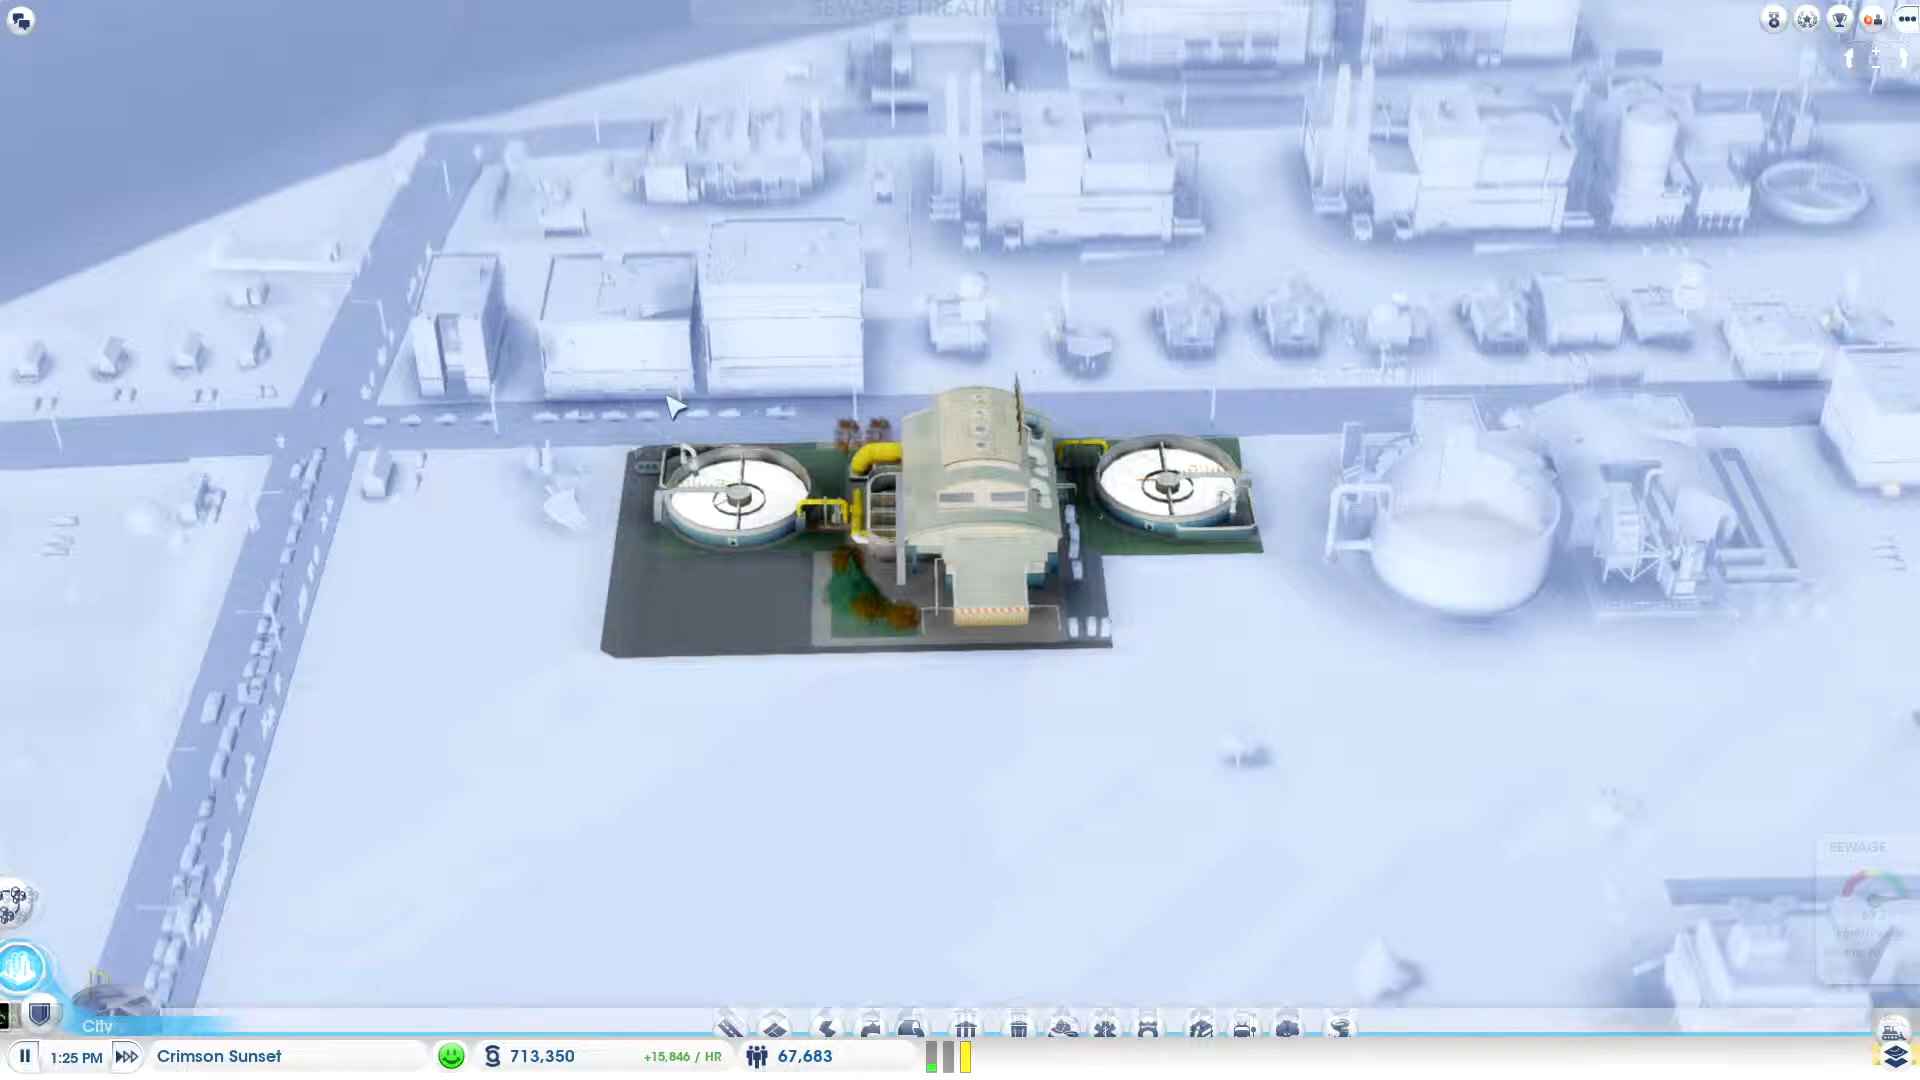 SEWAGE TREATMENT PLANT
SEWAGE
City
1:25 PM
Crimson Sunset
713,350
+15,846 / HR
67,683